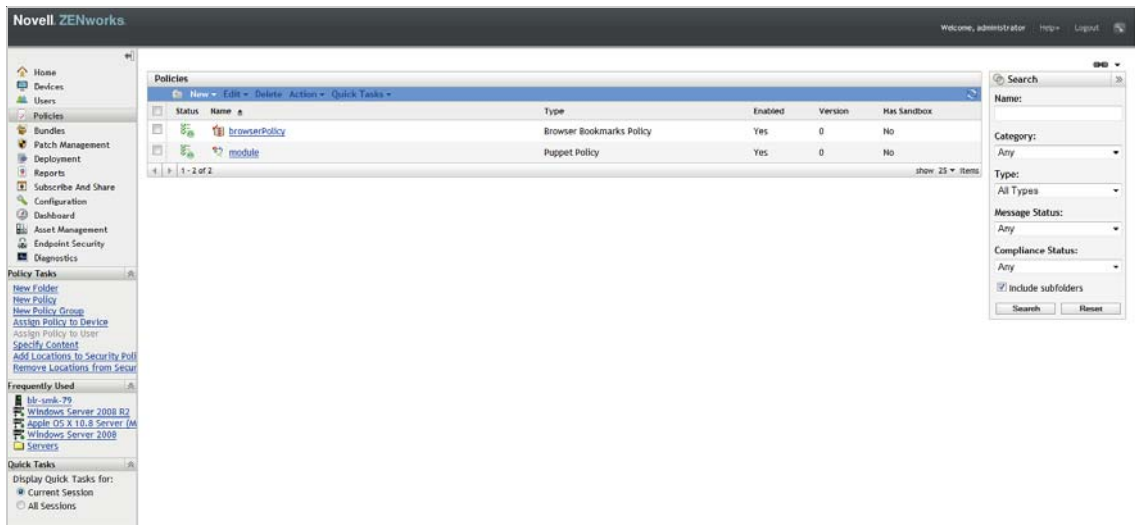 Novell. ZENworks.
Welcome, administrator Help Logout
Home
Devices
Users
Policies
Bundles
Patch Management
Deployment
Reports
Subscribe And Share
Configuration
Dashboard
Asset Management
Endpoint Security
Diagnostics
Policy Tasks
New Folder
New Policy
New Policy Group
Assign Policy to Device
Assign Policy to User
Specify Content
Add Locations to Security Poli
Remove Locations from Secur
Frequently Used
blr-smk-79
Windows Server 2008 R2
Apple OS X 10.8 Server (M
Windows Server 2008
Servers
Quick Tasks
Display Quick Tasks for:
Current Session
All Sessions
Policies
New Edit Delete Action Quick Tasks
Status Name Type Enabled Version Has Sandbox
browserPolicy Browser Bookmarks Policy Yes 0 No
module Puppet Policy Yes 0 No
1 - 2 of 2 show 25 items
Search
Name:
Category:
Any
Type:
All Types
Message Status:
Any
Compliance Status:
Any
Include subfolders
Search Reset